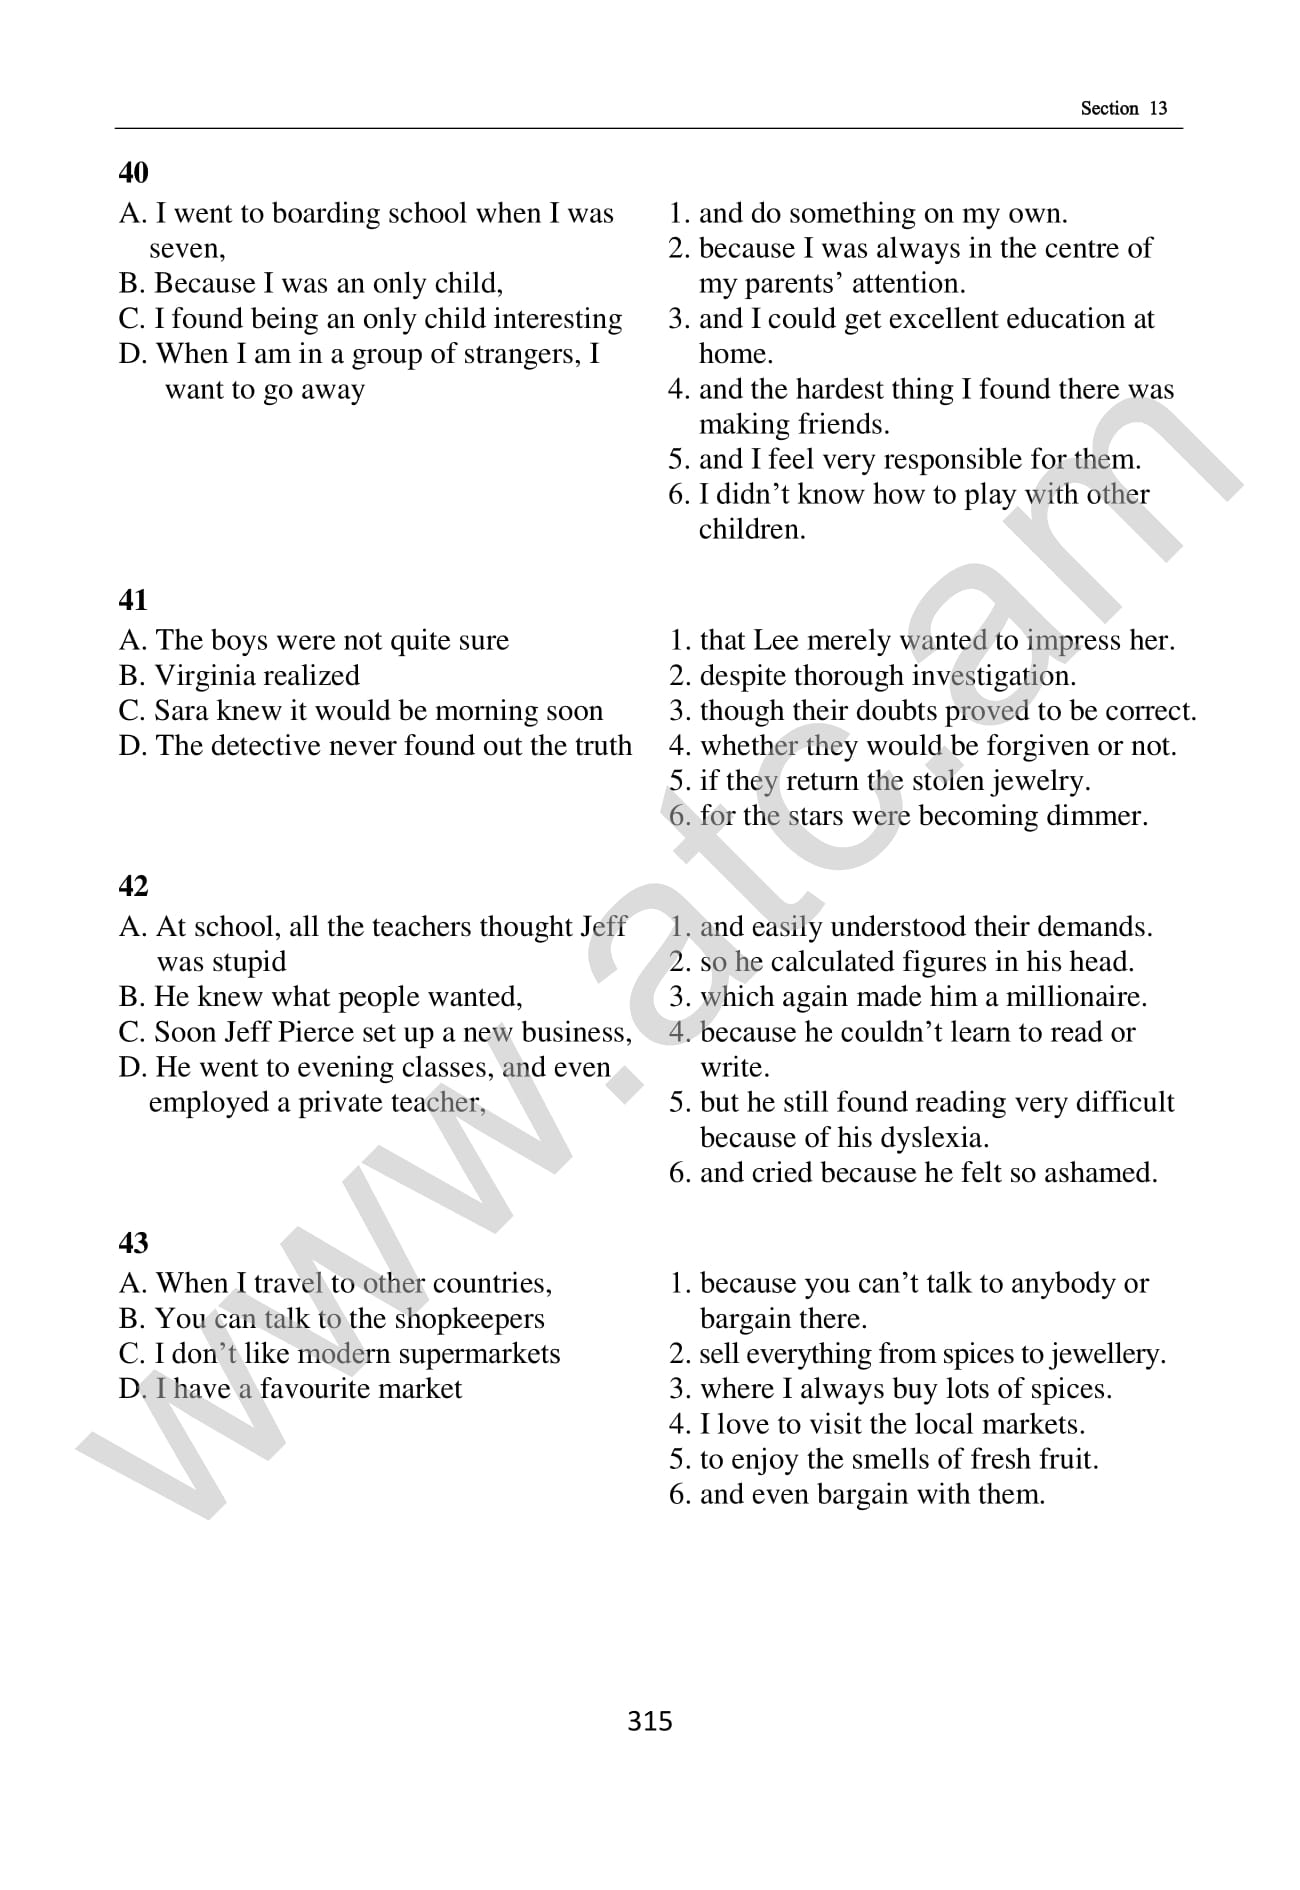 Section 13
40
A. I went to boarding school when I was
seven,
B. Because I was an only child,
C. I found being an only child interesting
D. When I am in a group of strangers, I
want to go away
1. and do something on my own.
2. because I was always in the centre of
my parents’ attention.
3. and I could get excellent education at
home.
4. and the hardest thing I found there was
making friends.
5. and I feel very responsible for them.
6. I didn’t know how to play with other
children.
41
A. The boys were not quite sure
B. Virginia realized
C. Sara knew it would be morning soon
D. The detective never found out the truth
1. that Lee merely wanted to impress her.
2. despite thorough investigation.
3. though their doubts proved to be correct.
4. whether they would be forgiven or not.
5. if they return the stolen jewelry.
6. for the stars were becoming dimmer.
42
A. At school, all the teachers thought Jeff
was stupid
B. He knew what people wanted,
C. Soon Jeff Pierce set up a new business,
D. He went to evening classes, and even
employed a private teacher,
1. and easily understood their demands.
2. so he calculated figures in his head.
3. which again made him a millionaire.
4. because he couldn’t learn to read or
write.
5. but he still found reading very difficult
because of his dyslexia.
6. and cried because he felt so ashamed.
43
A. When I travel to other countries,
B. You can talk to the shopkeepers
C. I don’t like modern supermarkets
D. I have a favourite market
1. because you can’t talk to anybody or
bargain there.
2. sell everything from spices to jewellery.
3. where I always buy lots of spices.
4. I love to visit the local markets.
5. to enjoy the smells of fresh fruit.
6. and even bargain with them.
315
www.atc.am